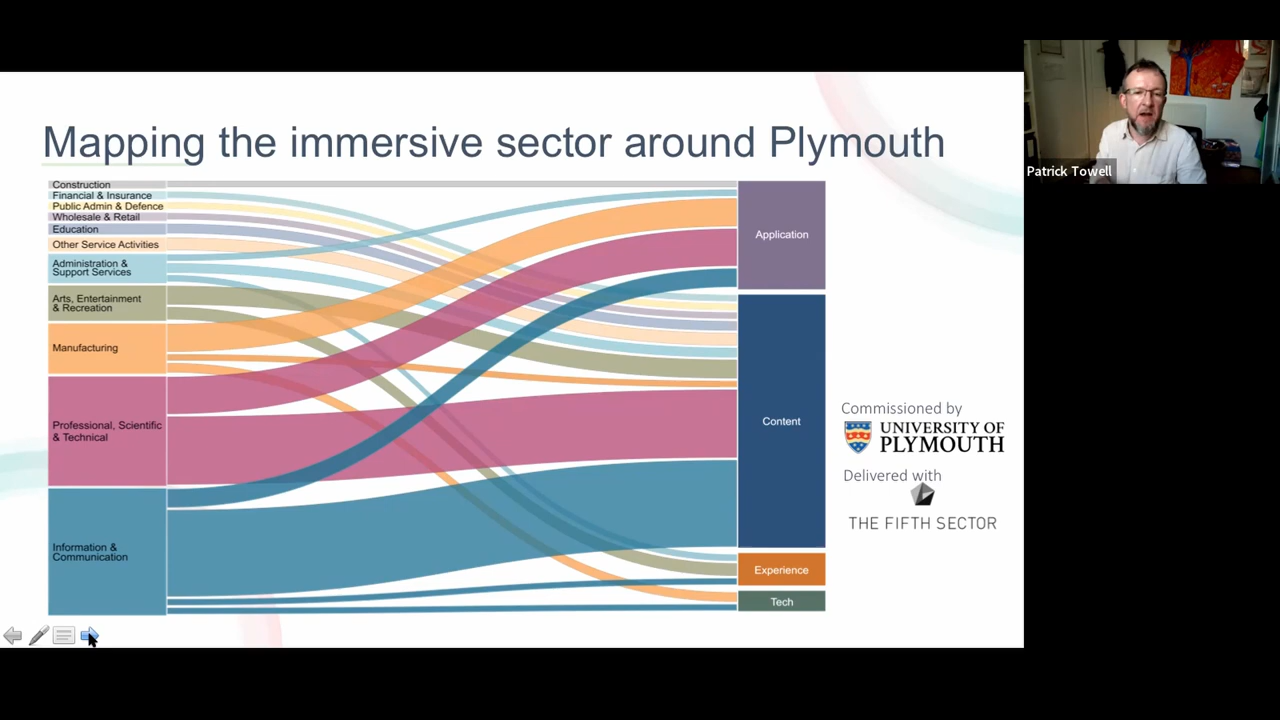 Mapping the immersive sector around Plymouth
Construction
Financial & Insurance
Public Admin & Defence
Wholesale & Retail
Education
Other Service Activities
Administration &
Support Services
Arts, Entertainment
& Recreation
Manufacturing
Professional, Scientific
& Technical
Information &
Communication
Application
Content
Experience
Tech
Commissioned by
UNIVERSITY OF
PLYMOUTH
Delivered with
THE FIFTH SECTOR
Patrick Towell